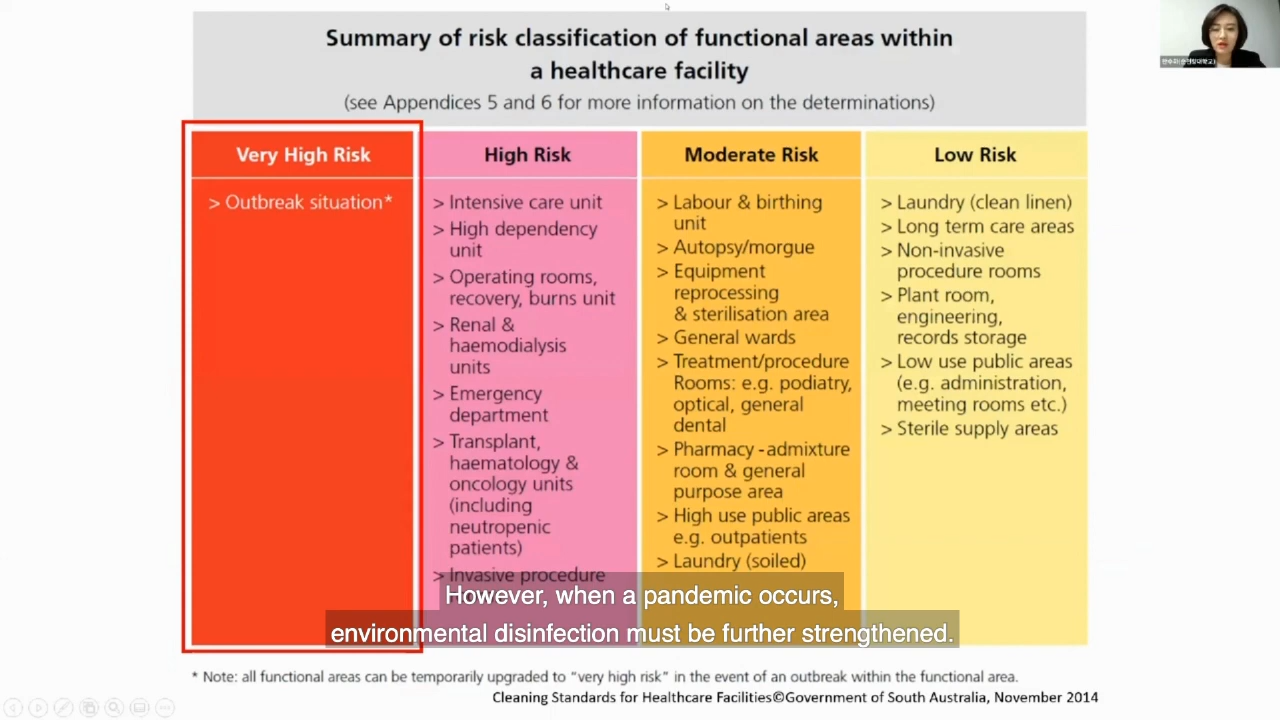 Summary of risk classification of functional areas within
a healthcare facility
(see Appendices 5 and 6 for more information on the determinations)
Very High Risk
> Outbreak situation*
High Risk
> Intensive care unit
> High dependency
unit
> Operating rooms,
recovery, burns unit
> Renal &
haemodialysis
units
> Emergency
department
> Transplant,
haematology &
oncology units
(including
neutropenic
patients)
> Invasive procedure
Moderate Risk
> Labour & birthing
unit
> Autopsy/morgue
> Equipment
reprocessing
& sterilisation area
> General wards
> Treatment/procedure
Rooms: e.g. podiatry,
optical, general
dental
> Pharmacy - admixture
room & general
purpose area
> High use public areas
e.g. outpatients
> Laundry (soiled)
Low Risk
> Laundry (clean linen)
> Long term care areas
> Non-invasive
procedure rooms
> Plant room,
engineering,
records storage
> Low use public areas
(e.g. administration,
meeting rooms etc.)
> Sterile supply areas
However, when a pandemic occurs,
environmental disinfection must be further strengthened.
* Note: all functional areas can be temporarily upgraded to “very high risk” in the event of an outbreak within the functional area.
Cleaning Standards for Healthcare Facilities©Government of South Australia, November 2014